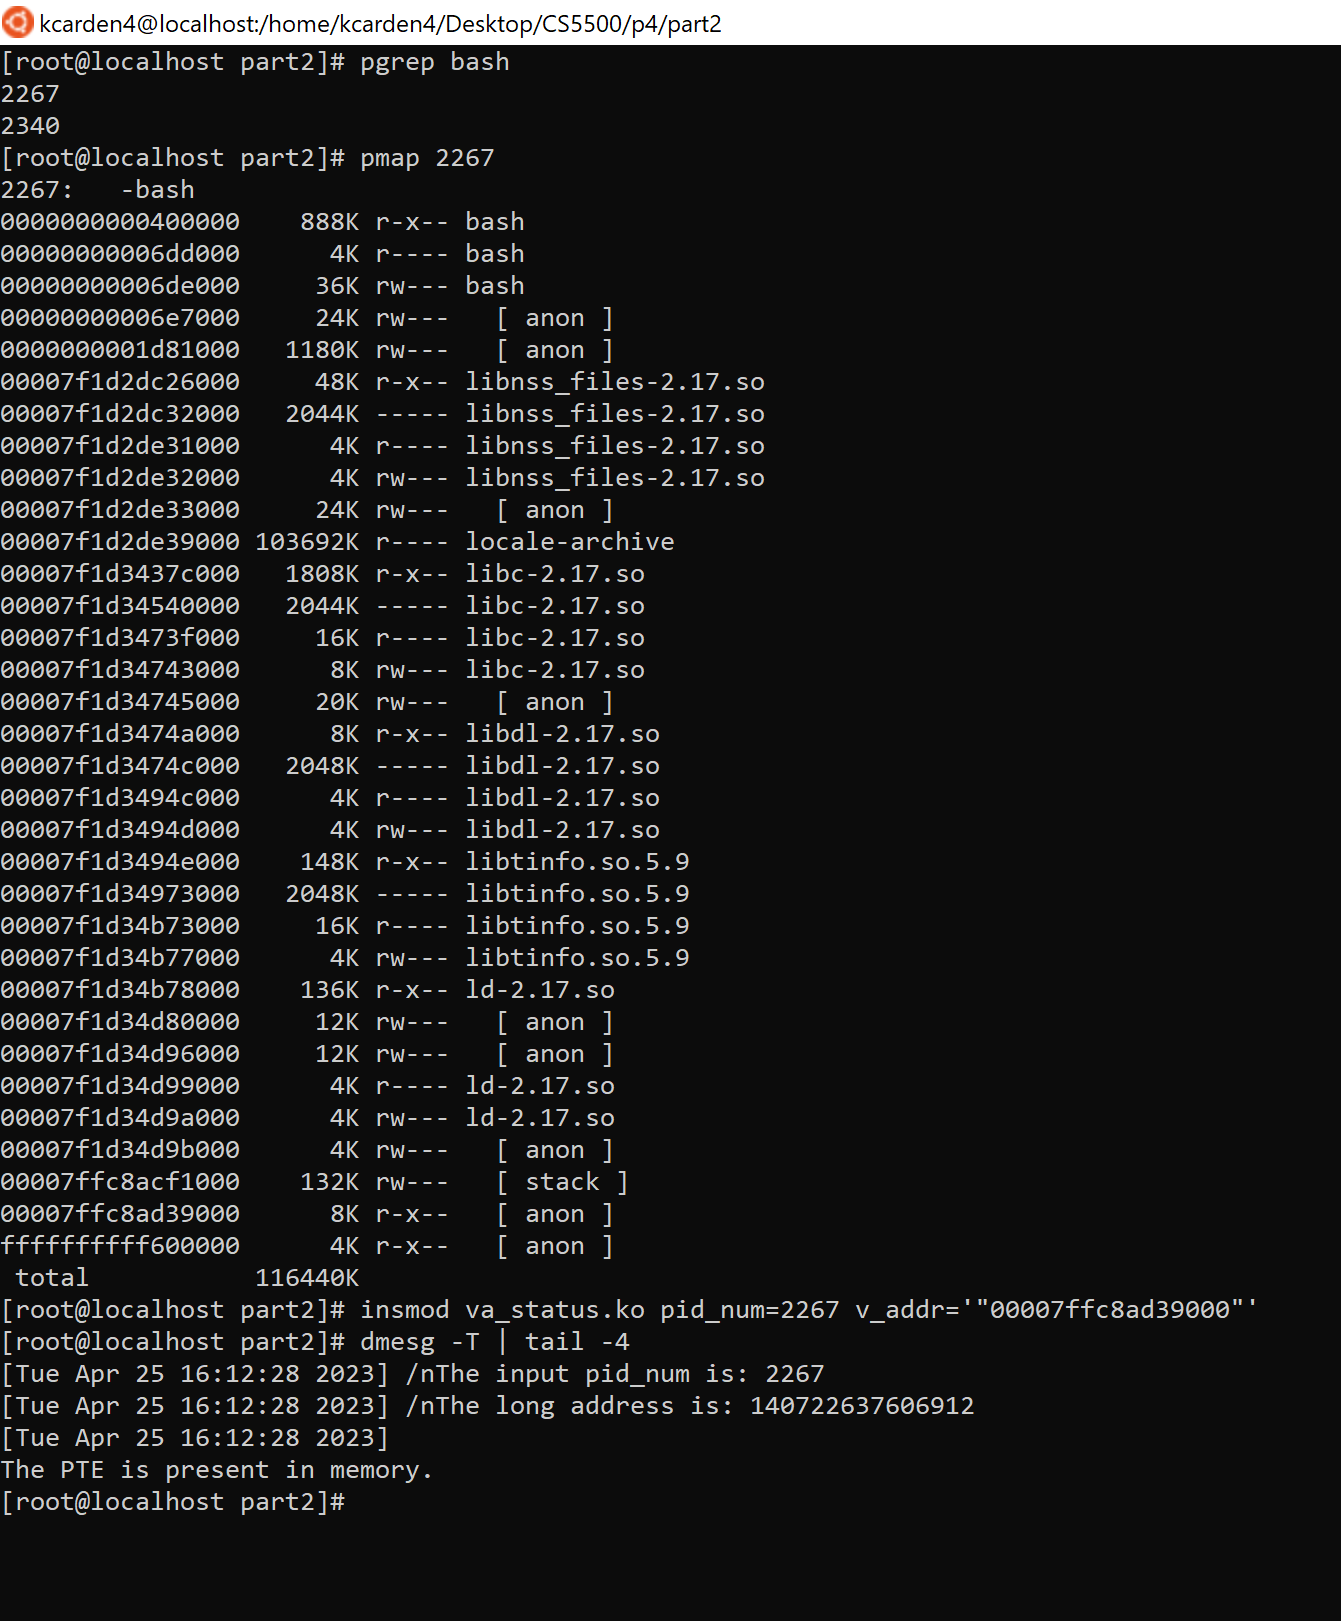 kcarden4@localhost:/home/kcarden4/Desktop/CS5500/p4/part2
[root@localhost part2]# pgrep bash
2267
2340
[root@localhost part2]# pmap 2267
2267:   -bash
0000000000400000    888K r-x-- bash
00000000006dd000      4K r---- bash
00000000006de000     36K rw--- bash
00000000006e7000     24K rw---   [ anon ]
0000000001d81000   1180K rw---   [ anon ]
00007f1d2dc26000     48K r-x-- libnss_files-2.17.so
00007f1d2dc32000   2044K ----- libnss_files-2.17.so
00007f1d2de31000      4K r---- libnss_files-2.17.so
00007f1d2de32000      4K rw--- libnss_files-2.17.so
00007f1d2de33000     24K rw---   [ anon ]
00007f1d2de39000 103692K r---- locale-archive
00007f1d3437c000   1808K r-x-- libc-2.17.so
00007f1d34540000   2044K ----- libc-2.17.so
00007f1d3473f000     16K r---- libc-2.17.so
00007f1d34743000      8K rw--- libc-2.17.so
00007f1d34745000     20K rw---   [ anon ]
00007f1d3474a000      8K r-x-- libdl-2.17.so
00007f1d3474c000   2048K ----- libdl-2.17.so
00007f1d3494c000      4K r---- libdl-2.17.so
00007f1d3494d000      4K rw--- libdl-2.17.so
00007f1d3494e000    148K r-x-- libtinfo.so.5.9
00007f1d34973000   2048K ----- libtinfo.so.5.9
00007f1d34b73000     16K r---- libtinfo.so.5.9
00007f1d34b77000      4K rw--- libtinfo.so.5.9
00007f1d34b78000    136K r-x-- ld-2.17.so
00007f1d34d80000     12K rw---   [ anon ]
00007f1d34d96000     12K rw---   [ anon ]
00007f1d34d99000      4K r---- ld-2.17.so
00007f1d34d9a000      4K rw--- ld-2.17.so
00007f1d34d9b000      4K rw---   [ anon ]
00007ffc8acf1000    132K rw---   [ stack ]
00007ffc8ad39000      8K r-x--   [ anon ]
ffffffffff600000      4K r-x--   [ anon ]
 total           116440K
[root@localhost part2]# insmod va_status.ko pid_num=2267 v_addr='"00007ffc8ad39000"'
[root@localhost part2]# dmesg -T | tail -4
[Tue Apr 25 16:12:28 2023] /nThe input pid_num is: 2267
[Tue Apr 25 16:12:28 2023] /nThe long address is: 140722637606912
[Tue Apr 25 16:12:28 2023]
The PTE is present in memory.
[root@localhost part2]#